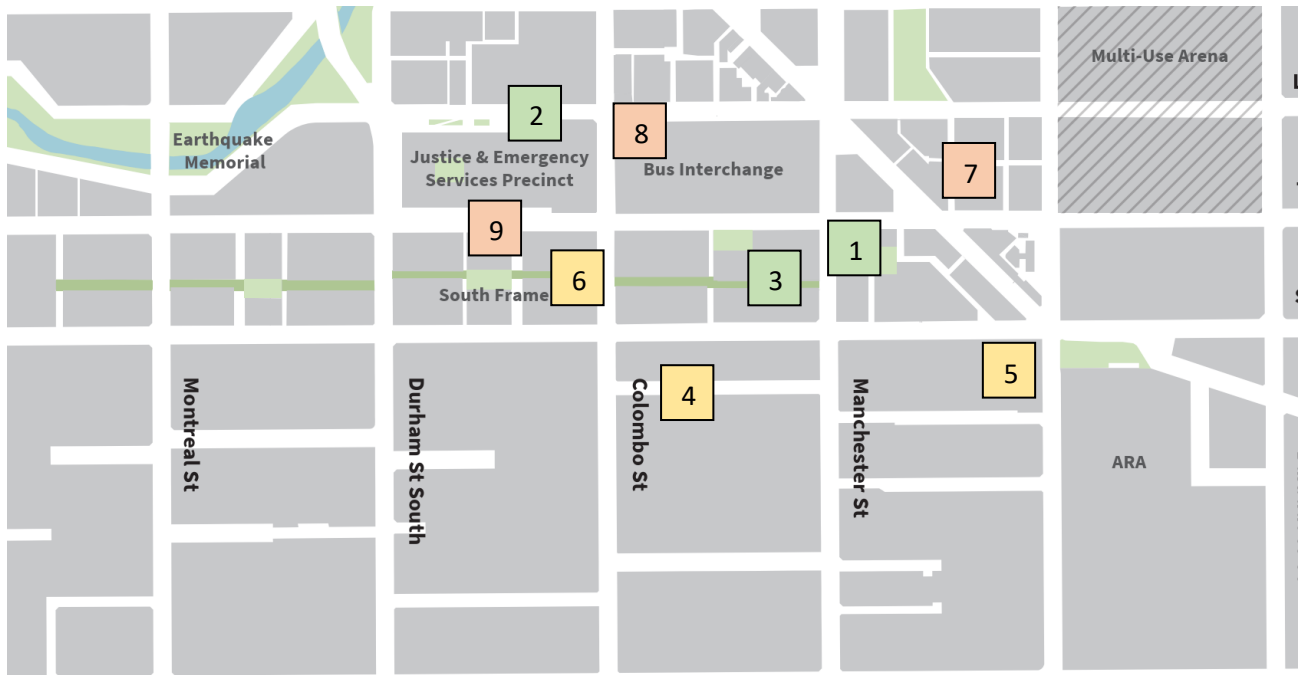 Multi-Use Arena
L
2
8
Earthquake
Memorial
Justice & Emergency
Services Precinct
Bus Interchange
7
9
1
6
3
South Frame
5
4
Montreal St
Durham St South
Colombo St
Manchester St
ARA